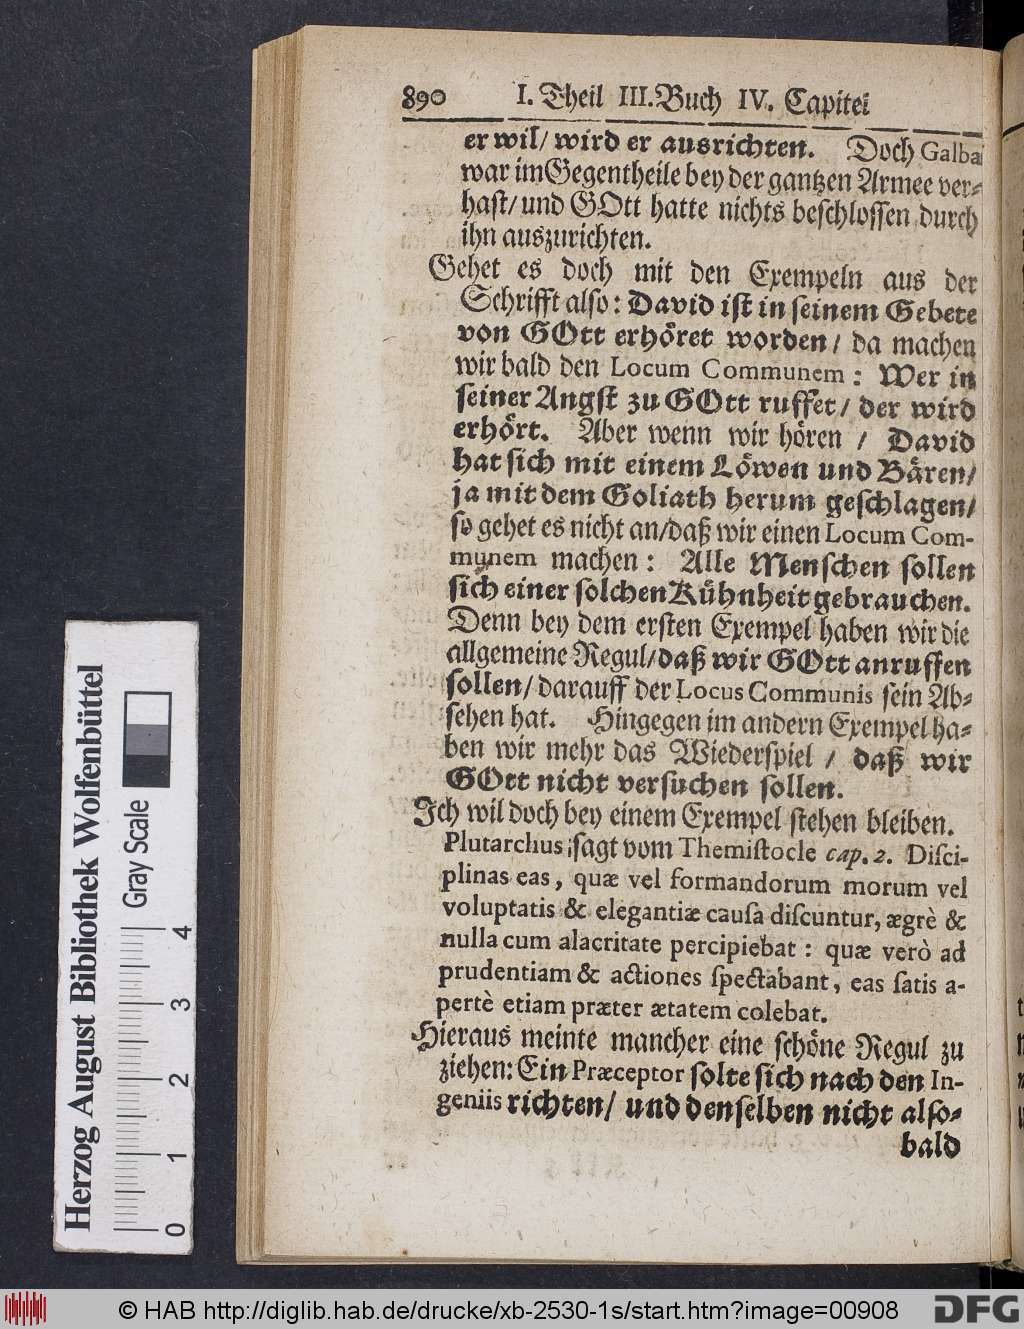 890 I. Theil III. Buch IV. Capitel
er wil/ wird er ausrichten. Doch Galba
war im Gegentheile bey der gantzen Armee ver⸗
hast/ und GOtt hatte nichts beschlossen durch
ihn auszurichten.
Gehet es doch mit den Exempeln aus der
Schrifft also: David ist in seinem Gebete
von GOtt erhöret worden/ da machen
wir bald den Locum Communem: Wer in
seiner Angst zu GOtt ruffet/ der wird
erhört. Aber wenn wir hören / David
hat sich mit einem Löwen und Bären/
ja mit dem Goliath herum geschlagen/
so gehet es nicht an/ daß wir einen Locum Com-
munem machen: Alle Menschen sollen
sich einer solchen Kühnheit gebrauchen.
Denn bey dem ersten Exempel haben wir die
allgemeine Regul/ daß wir GOtt anruffen
sollen/ darauff der Locus Communis sein Ab⸗
sehen hat. Hingegen im andern Exempel ha⸗
ben wir mehr das Wiederspiel / daß wir
GOtt nicht versuchen sollen.
Ich wil doch bey einem Exempel stehen bleiben.
Plutarchus sagt vom Themistocle cap. 2. Disci-
plinas eas, quæ vel formandorum morum vel
voluptatis & elegantiæ causa discuntur, ægrè &
nulla cum alacritate percipiebat: quæ verò ad
prudentiam & actiones spectabant, eas satis a-
pertè etiam præter ætatem colebat.
Hieraus meinte mancher eine schöne Regul zu
ziehen: Ein Præceptor solte sich nach den In-
geniis richten/ und denselben nicht also⸗
bald
Herzog August Bibliothek Wolfenbüttel
Gray Scale
0 1 2 3 4
© HAB http://diglib.hab.de/drucke/xb-2530-1s/start.htm?image=00908
DFG